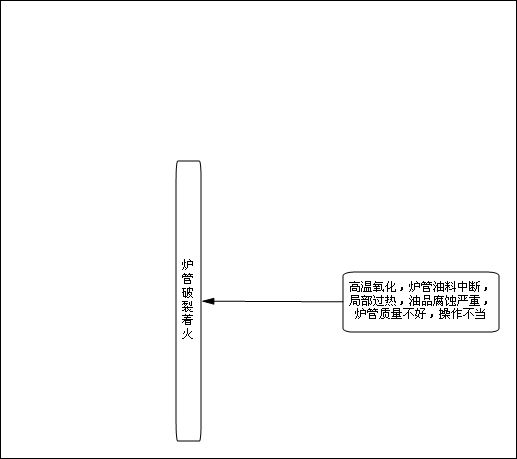 炉管破裂着火
高温氧化，炉管油料中断，
局部过热，油品腐蚀严重，
炉管质量不好，操作不当